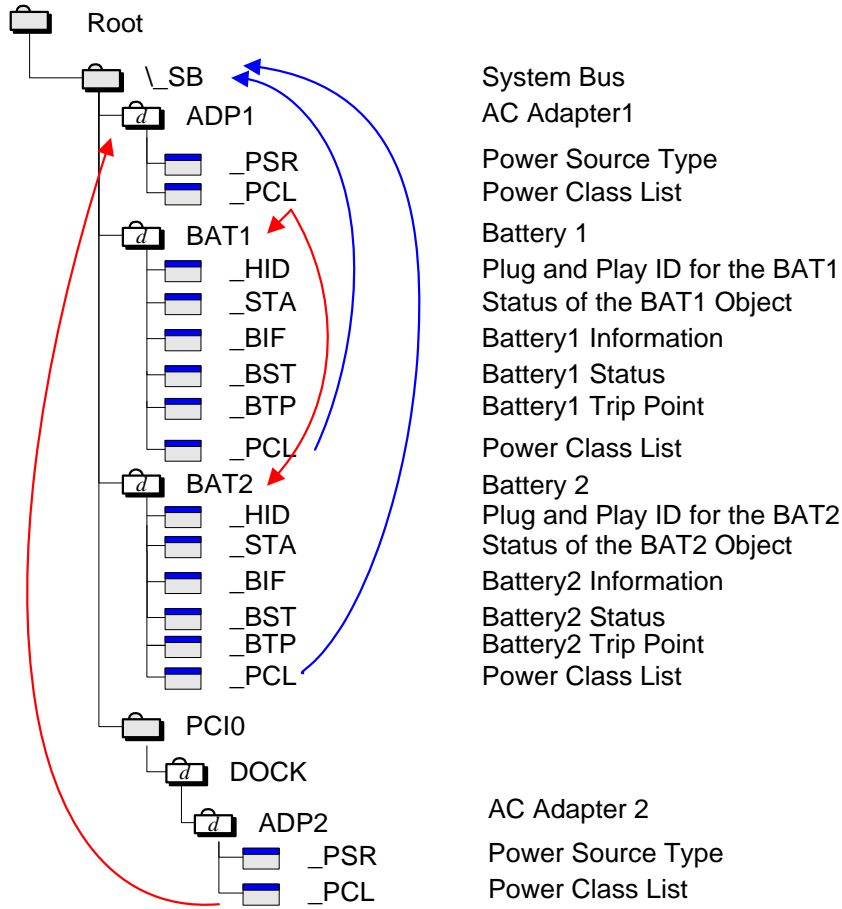 Root
\_SB System Bus
d ADP1 AC Adapter1
_PSR Power Source Type
_PCL Power Class List
d BAT1 Battery 1
_HID Plug and Play ID for the BAT1
_STA Status of the BAT1 Object
_BIF Battery1 Information
_BST Battery1 Status
_BTP Battery1 Trip Point
_PCL Power Class List
d BAT2 Battery 2
_HID Plug and Play ID for the BAT2
_STA Status of the BAT2 Object
_BIF Battery2 Information
_BST Battery2 Status
_BTP Battery2 Trip Point
_PCL Power Class List
PCI0
d DOCK
d ADP2 AC Adapter 2
_PSR Power Source Type
_PCL Power Class List